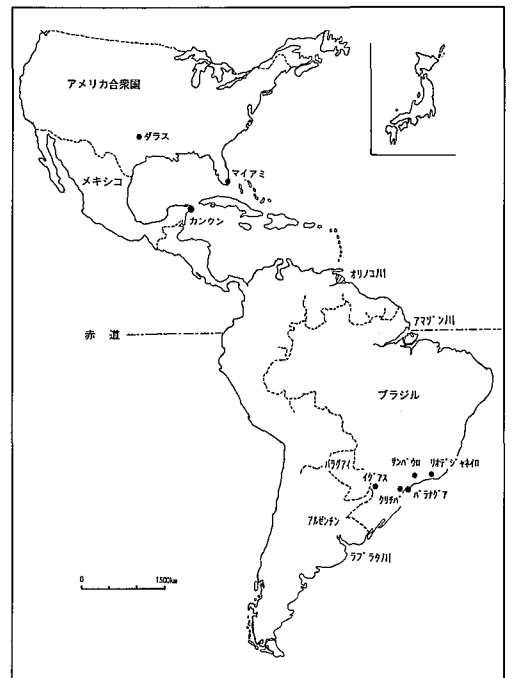 アメリカ合衆国
ダラス
メキシコ
マイアミ
カンクン
オリノコ川
赤道
アマゾン川
ブラジル
サンパウロ
リオデジャネイロ
パラグアイ
イグアス
クリチバ
パラナグア
アルゼンチン
ラプラタ川
0 1500km